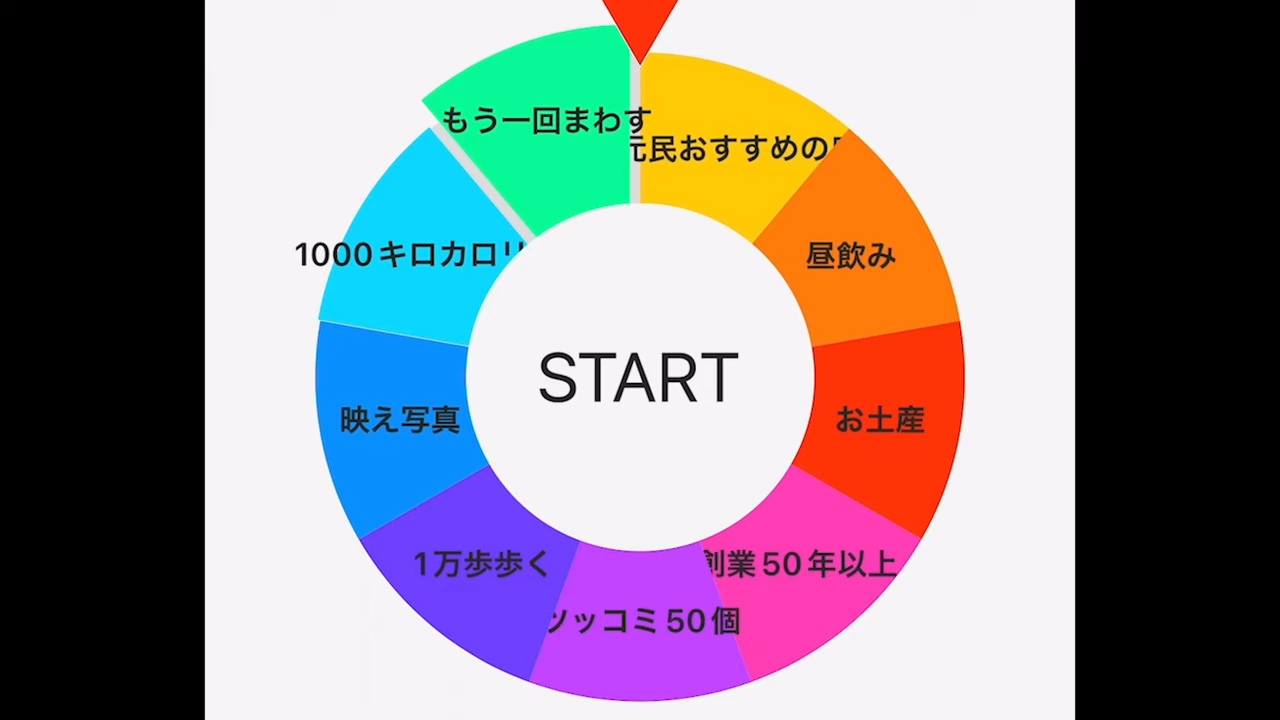 もう一回まわす
元民おすすめの
1000キロカロリ
昼飲み
START
映え写真
お土産
1万歩歩く
創業50年以上
ツッコミ50個